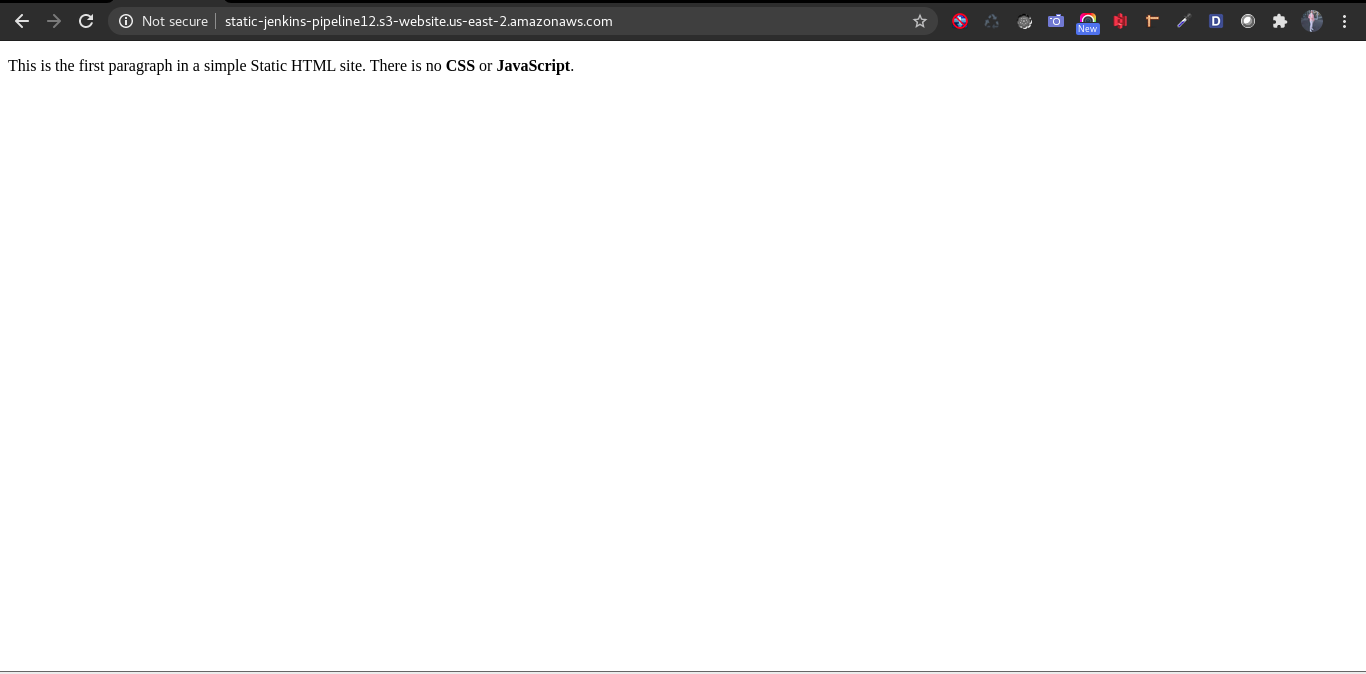 Not secure static-jenkins-pipeline12.s3-website.us-east-2.amazonaws.com D
New
This is the first paragraph in a simple Static HTML site. There is no CSS or JavaScript.